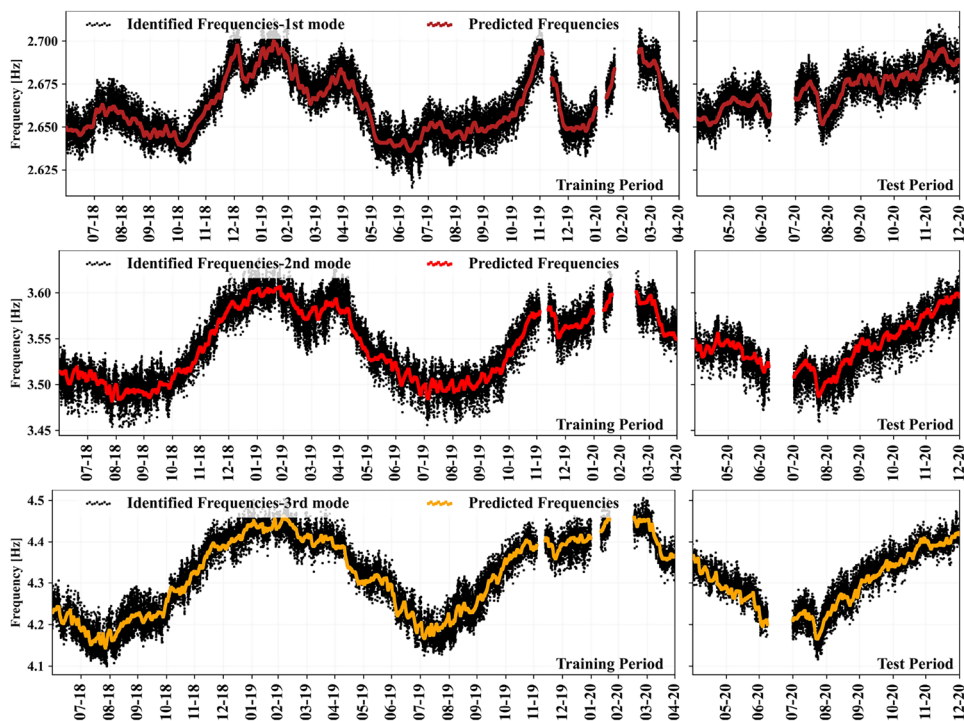 Identified Frequencies-1st mode
Predicted Frequencies
Frequency [Hz]
2.700
2.675
2.650
2.625
Training Period
Test Period
07-18 08-18 09-18 10-18 11-18 12-18 01-19 02-19 03-19 04-19 05-19 06-19 07-19 08-19 09-19 10-19 11-19 12-19 01-20 02-20 03-20 04-20
05-20 06-20 07-20 08-20 09-20 10-20 11-20 12-20
Identified Frequencies-2nd mode
Predicted Frequencies
Frequency [Hz]
3.60
3.55
3.50
3.45
Training Period
Test Period
07-18 08-18 09-18 10-18 11-18 12-18 01-19 02-19 03-19 04-19 05-19 06-19 07-19 08-19 09-19 10-19 11-19 12-19 01-20 02-20 03-20 04-20
05-20 06-20 07-20 08-20 09-20 10-20 11-20 12-20
Identified Frequencies-3rd mode
Predicted Frequencies
Frequency [Hz]
4.5
4.4
4.3
4.2
4.1
Training Period
Test Period
07-18 08-18 09-18 10-18 11-18 12-18 01-19 02-19 03-19 04-19 05-19 06-19 07-19 08-19 09-19 10-19 11-19 12-19 01-20 02-20 03-20 04-20
05-20 06-20 07-20 08-20 09-20 10-20 11-20 12-20